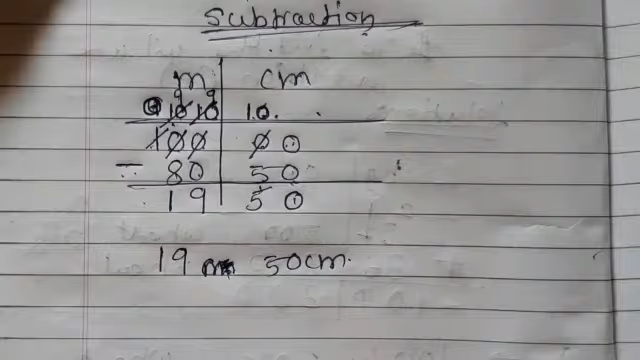 Subtraction
m cm
9 9
0 10 10 10.
100 00
- 80 50
19 50
19 m 50cm.